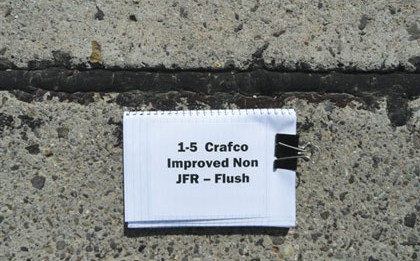 1-5 Crafco
Improved Non
JFR – Flush